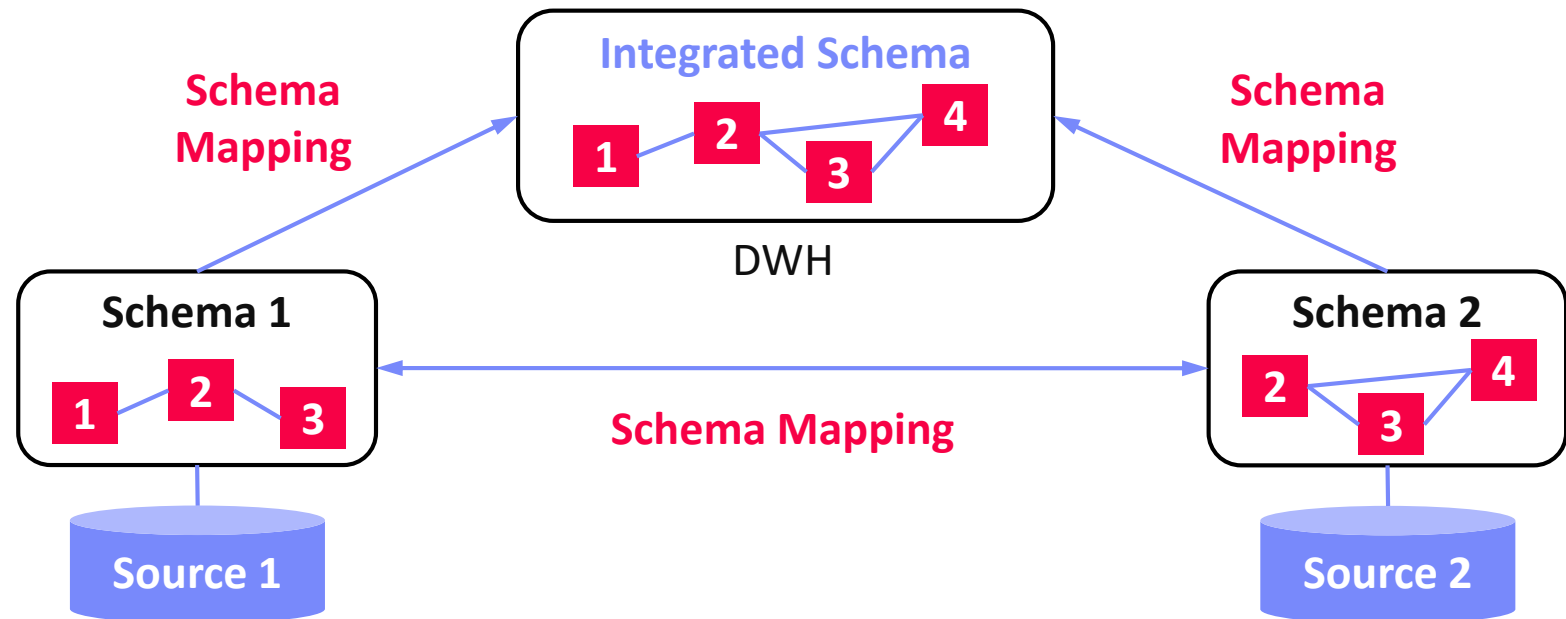 Integrated Schema
1
2
3
4
Schema
Mapping
Schema
Mapping
DWH
Schema 1
1
2
3
Schema Mapping
Schema 2
2
3
4
Source 1
Source 2